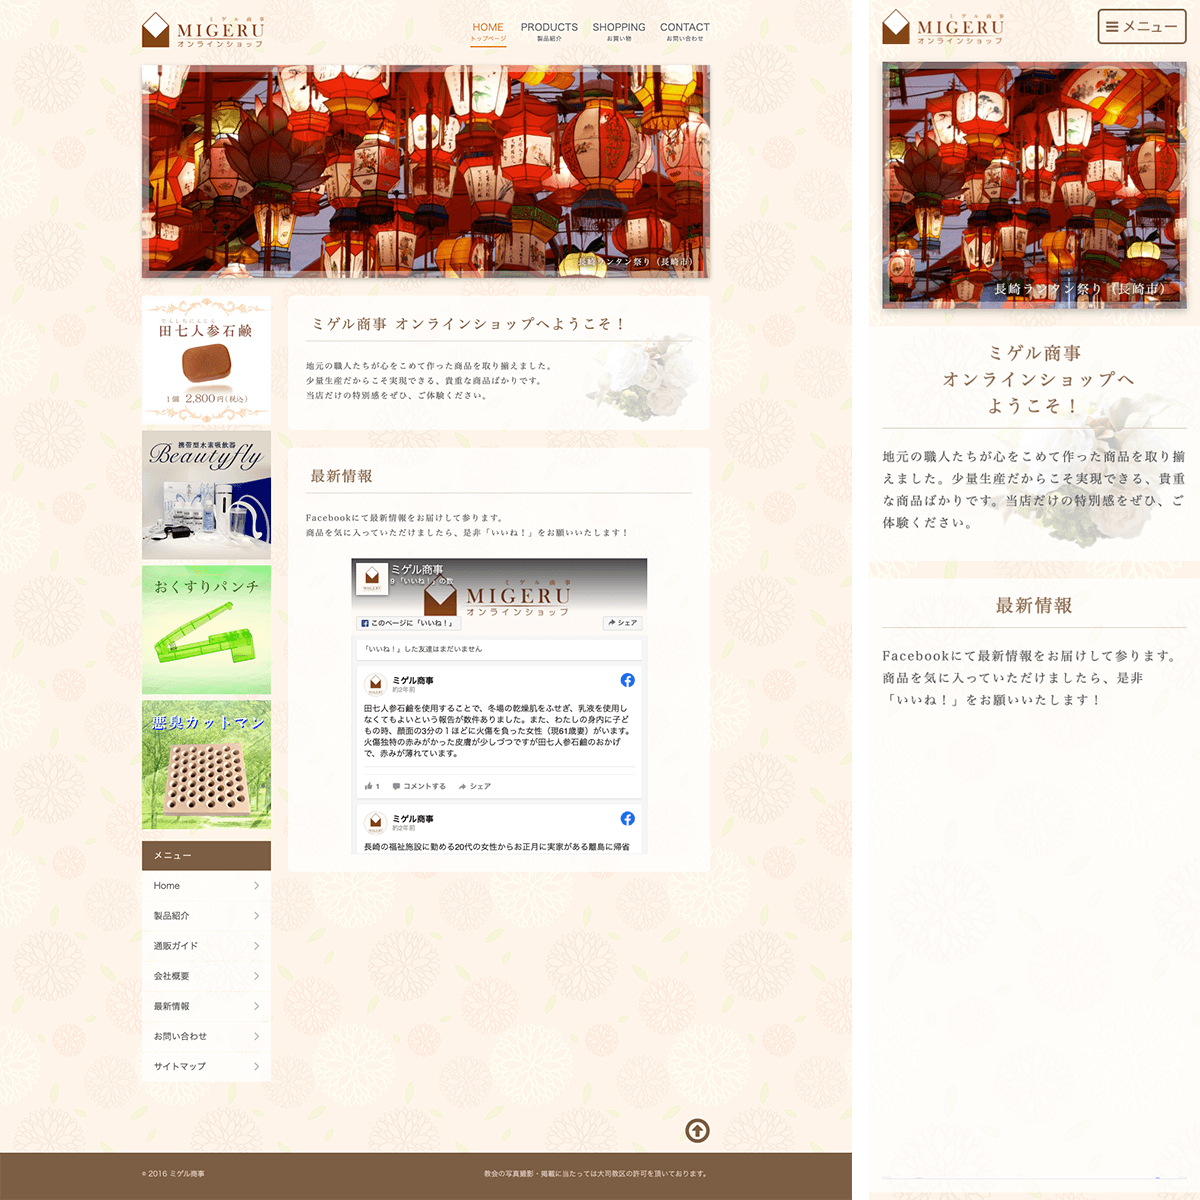 ミゲル商事
MIGERU
オンラインショップ
HOME
トップページ
PRODUCTS
製品紹介
SHOPPING
お買い物
CONTACT
お問い合わせ
長崎ランタン祭り（長崎市）
でんしちにんじん
田七人参石鹸
1個 2,800円(税込)
携帯型水素吸飲器
Beautyfly
おくすりパンチ
悪臭カットマン
メニュー
Home
製品紹介
通販ガイド
会社概要
最新情報
お問い合わせ
サイトマップ
ミゲル商事 オンラインショップへようこそ！
地元の職人たちが心をこめて作った商品を取り揃えました。
少量生産だからこそ実現できる、貴重な商品ばかりです。
当店だけの特別感をぜひ、ご体験ください。
最新情報
Facebookにて最新情報をお届けして参ります。
商品を気に入っていただけましたら、是非「いいね！」をお願いいたします！
ミゲル商事
9「いいね！」の数
ミゲル商事
MIGERU
オンラインショップ
このページに「いいね！」
シェア
「いいね！」した友達はまだいません
ミゲル商事
約2年前
田七人参石鹼を使用することで、冬場の乾燥肌をふせぎ、乳液を使用し
なくてもよいという報告が数件ありました。また、わたしの身内に子ど
もの時、顔面の3分の１ほどに火傷を負った女性（現61歳妻）がいます。
火傷独特の赤みがかった皮膚が少しづつですが田七人参石鹼のおかげ
で、赤みが薄れています。
1
コメントする
シェア
ミゲル商事
約2年前
長崎の福祉施設に勤める20代の女性からお正月に実家がある離島に帰省
© 2016 ミゲル商事
教会の写真撮影・掲載に当たっては大司教区の許可を頂いております。
ミゲル商事
MIGERU
オンラインショップ
メニュー
長崎ランタン祭り（長崎市）
ミゲル商事
オンラインショップへ
ようこそ！
地元の職人たちが心をこめて作った商品を取り揃
えました。少量生産だからこそ実現できる、貴重
な商品ばかりです。当店だけの特別感をぜひ、ご
体験ください。
最新情報
Facebookにて最新情報をお届けして参ります。
商品を気に入っていただけましたら、是非
「いいね！」をお願いいたします！